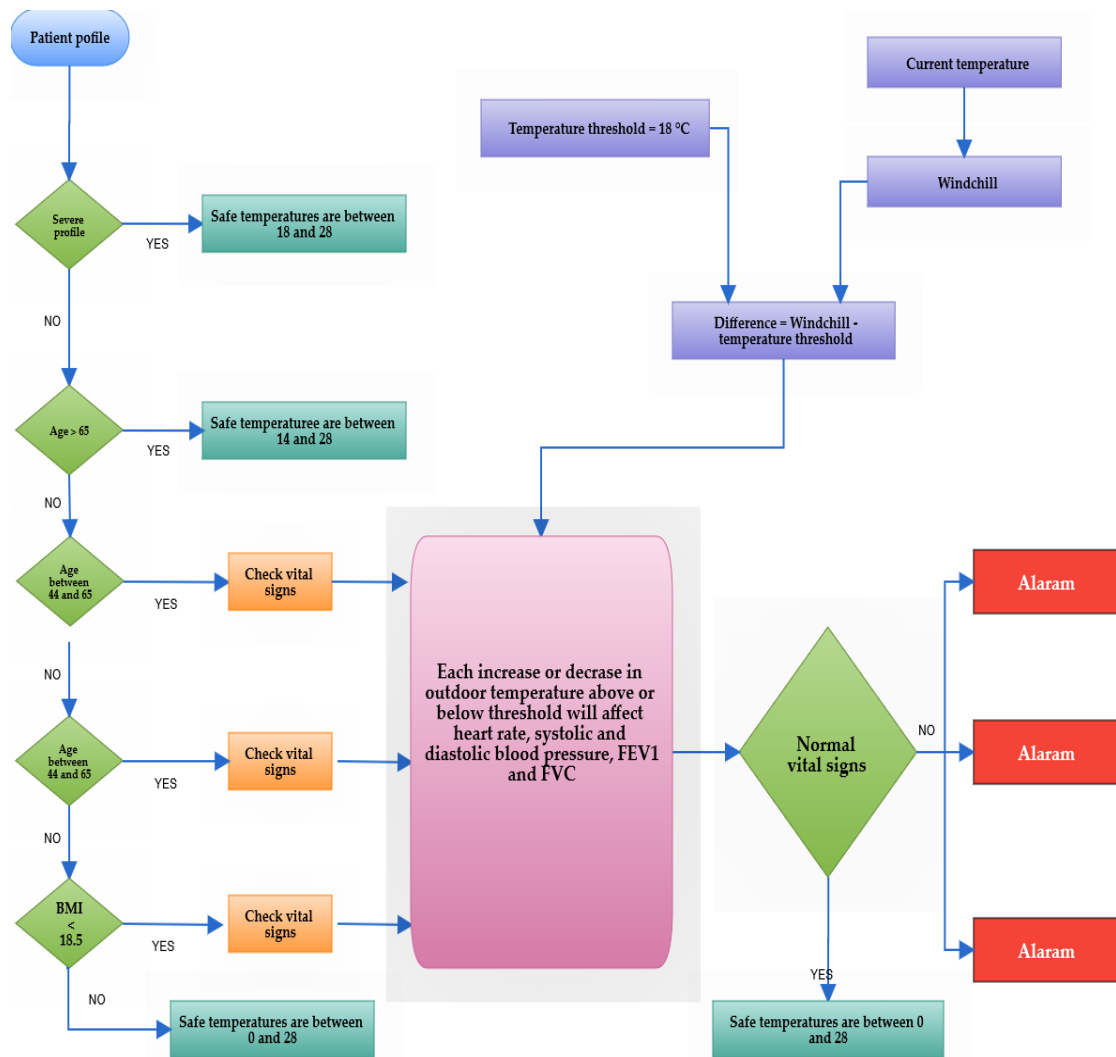 Patient pofile
Current temperature
Temperature threshold = 18 °C
Windchill
Severe
profile
YES
Safe temperatures are between
18 and 28
NO
Difference = Windchill -
temperature threshold
Age > 65
YES
Safe temperaturee are between
14 and 28
NO
Age
between
44 and 65
YES
Check vital
signs
Alaram
NO
Each increase or decrase in
outdoor temperature above or
below threshold will affect
heart rate, systolic and
diastolic blood pressure, FEV1
and FVC
Age
between
44 and 65
YES
Check vital
signs
Normal
vital signs
NO
Alaram
NO
BMI
<
18.5
YES
Check vital
signs
Alaram
NO
Safe temperatures are between
0 and 28
YES
Safe temperatures are between 0
and 28